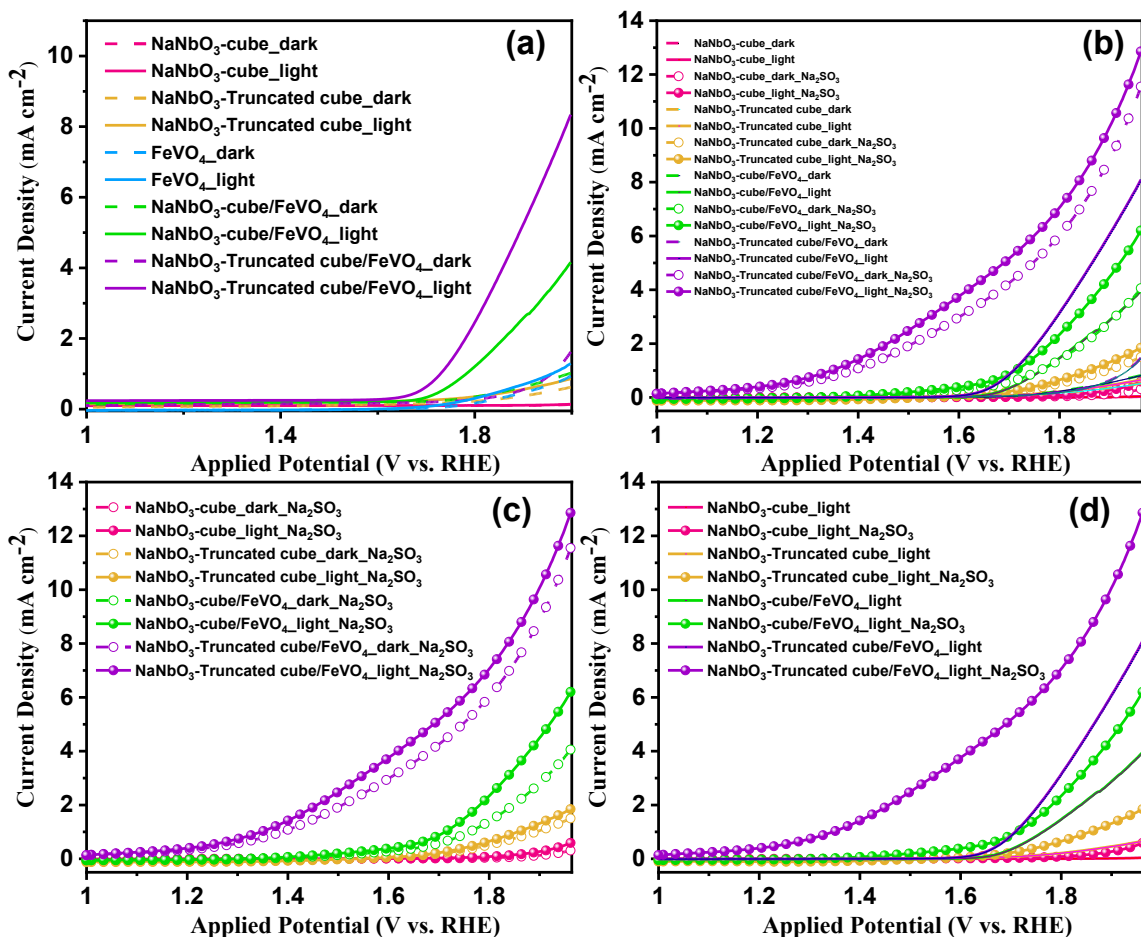 (a)
NaNbO₃-cube_dark
NaNbO₃-cube_light
NaNbO₃-Truncated cube_dark
NaNbO₃-Truncated cube_light
FeVO₄_dark
FeVO₄_light
NaNbO₃-cube/FeVO₄_dark
NaNbO₃-cube/FeVO₄_light
NaNbO₃-Truncated cube/FeVO₄_dark
NaNbO₃-Truncated cube/FeVO₄_light
10
8
6
4
2
0
Current Density (mA cm⁻²)
1 1.4 1.8
Applied Potential (V vs. RHE)
(b)
NaNbO₃-cube_dark
NaNbO₃-cube_light
NaNbO₃-cube_dark_Na₂SO₃
NaNbO₃-cube_light_Na₂SO₃
NaNbO₃-Truncated cube_dark
NaNbO₃-Truncated cube_light
NaNbO₃-Truncated cube_dark_Na₂SO₃
NaNbO₃-Truncated cube_light_Na₂SO₃
NaNbO₃-cube/FeVO₄_dark
NaNbO₃-cube/FeVO₄_light
NaNbO₃-cube/FeVO₄_dark_Na₂SO₃
NaNbO₃-cube/FeVO₄_light_Na₂SO₃
NaNbO₃-Truncated cube/FeVO₄_dark
NaNbO₃-Truncated cube/FeVO₄_light
NaNbO₃-Truncated cube/FeVO₄_dark_Na₂SO₃
NaNbO₃-Truncated cube/FeVO₄_light_Na₂SO₃
14
12
10
8
6
4
2
0
Current Density (mA cm⁻²)
1 1.2 1.4 1.6 1.8
Applied Potential (V vs. RHE)
(c)
NaNbO₃-cube_dark_Na₂SO₃
NaNbO₃-cube_light_Na₂SO₃
NaNbO₃-Truncated cube_dark_Na₂SO₃
NaNbO₃-Truncated cube_light_Na₂SO₃
NaNbO₃-cube/FeVO₄_dark_Na₂SO₃
NaNbO₃-cube/FeVO₄_light_Na₂SO₃
NaNbO₃-Truncated cube/FeVO₄_dark_Na₂SO₃
NaNbO₃-Truncated cube/FeVO₄_light_Na₂SO₃
14
12
10
8
6
4
2
0
Current Density (mA cm⁻²)
1 1.2 1.4 1.6 1.8
Applied Potential (V vs. RHE)
(d)
NaNbO₃-cube_light
NaNbO₃-cube_light_Na₂SO₃
NaNbO₃-Truncated cube_light
NaNbO₃-Truncated cube_light_Na₂SO₃
NaNbO₃-cube/FeVO₄_light
NaNbO₃-cube/FeVO₄_light_Na₂SO₃
NaNbO₃-Truncated cube/FeVO₄_light
NaNbO₃-Truncated cube/FeVO₄_light_Na₂SO₃
14
12
10
8
6
4
2
0
Current Density (mA cm⁻²)
1 1.2 1.4 1.6 1.8
Applied Potential (V vs. RHE)